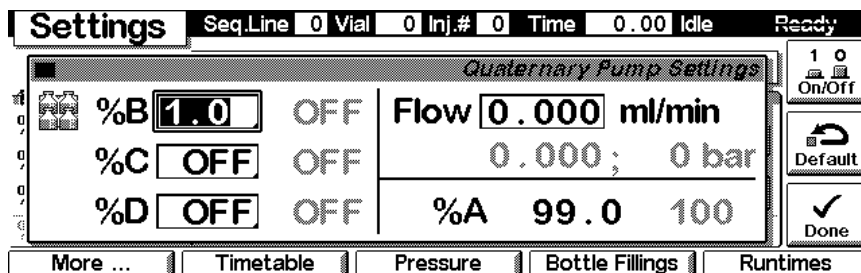 Settings Seq.Line 0 Vial 0 Inj.# 0 Time 0.00 Idle Ready
Quaternary Pump Settings
1 0
On/Off
%B 1.0 OFF Flow 0.000 ml/min
%C OFF OFF 0.000; 0 bar
Default
%D OFF OFF %A 99.0 100
Done
More ... Timetable Pressure Bottle Fillings Runtimes